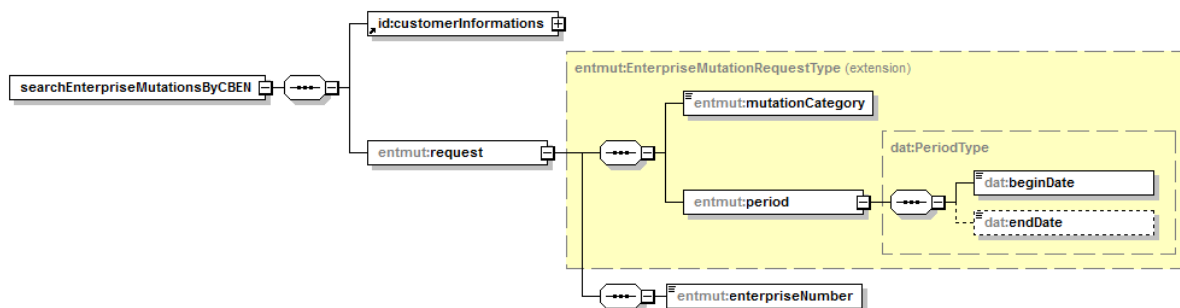 id:customerInformations
searchEnterpriseMutationsByCBEN
entmut:EnterpriseMutationRequestType (extension)
entmut:mutationCategory
entmut:request
dat:PeriodType
dat:beginDate
entmut:period
dat:endDate
entmut:enterpriseNumber